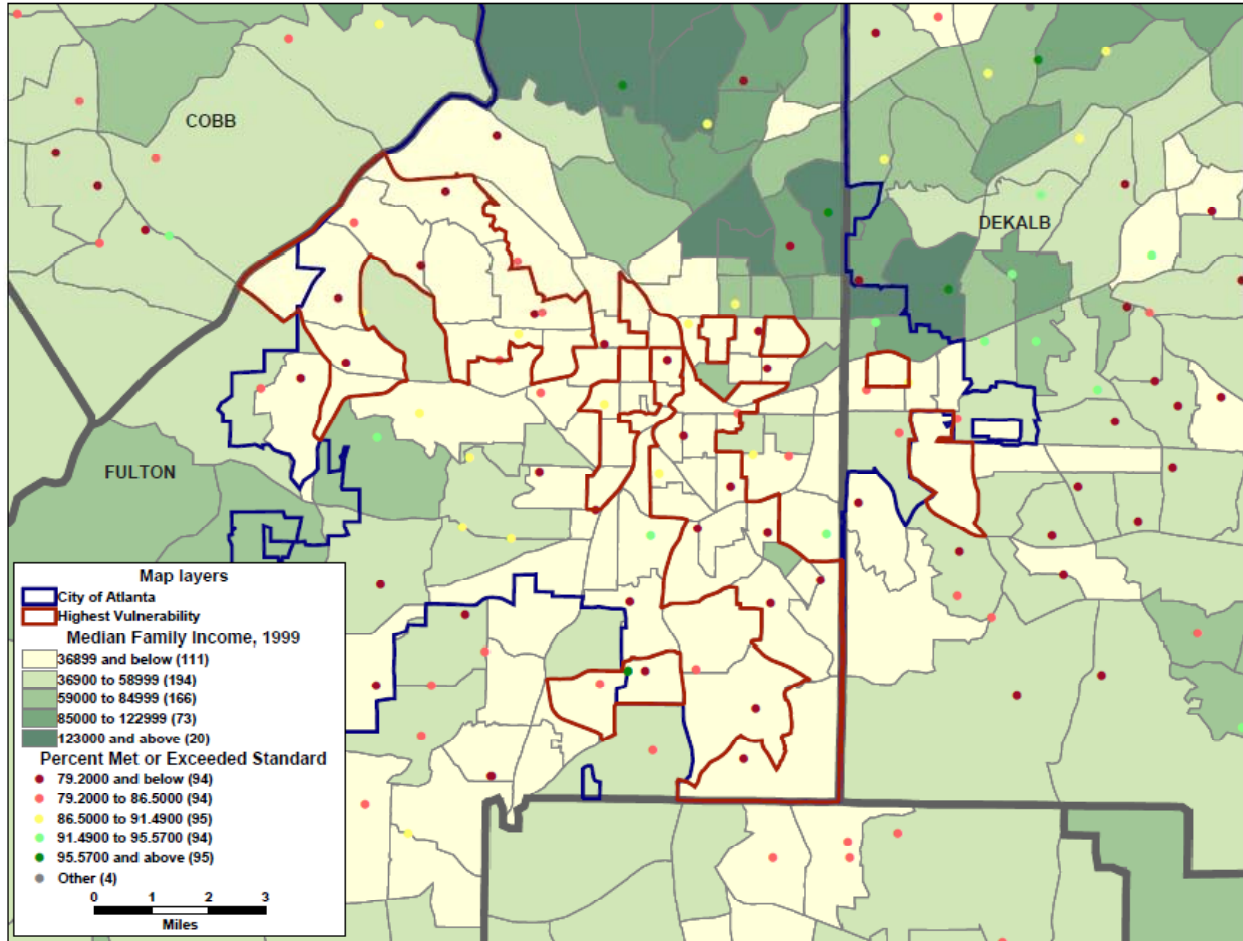 COBB
DEKALB
FULTON
Map layers
City of Atlanta
Highest Vulnerability
Median Family Income, 1999
36899 and below (111)
36900 to 58999 (194)
59000 to 84999 (166)
85000 to 122999 (73)
123000 and above (20)
Percent Met or Exceeded Standard
79.2000 and below (94)
79.2000 to 86.5000 (94)
86.5000 to 91.4900 (95)
91.4900 to 95.5700 (94)
95.5700 and above (95)
Other (4)
0 1 2 3
Miles